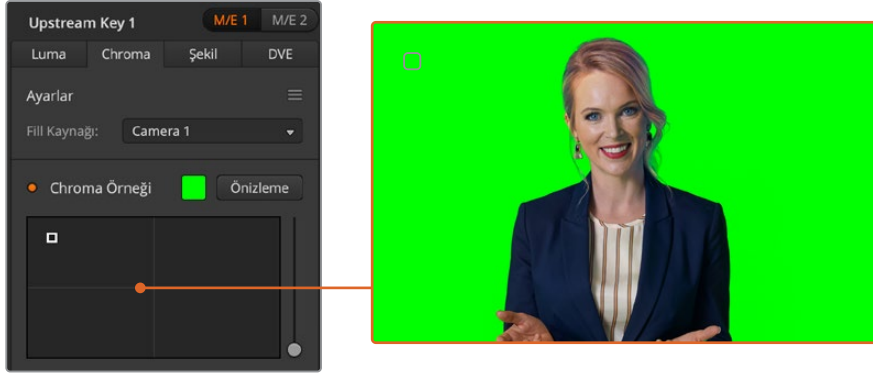 Upstream Key 1 M/E 1 M/E 2
Luma Chroma Şekil DVE
Ayarlar
Fill Kaynağı: Camera 1
Chroma Örneği Önizleme